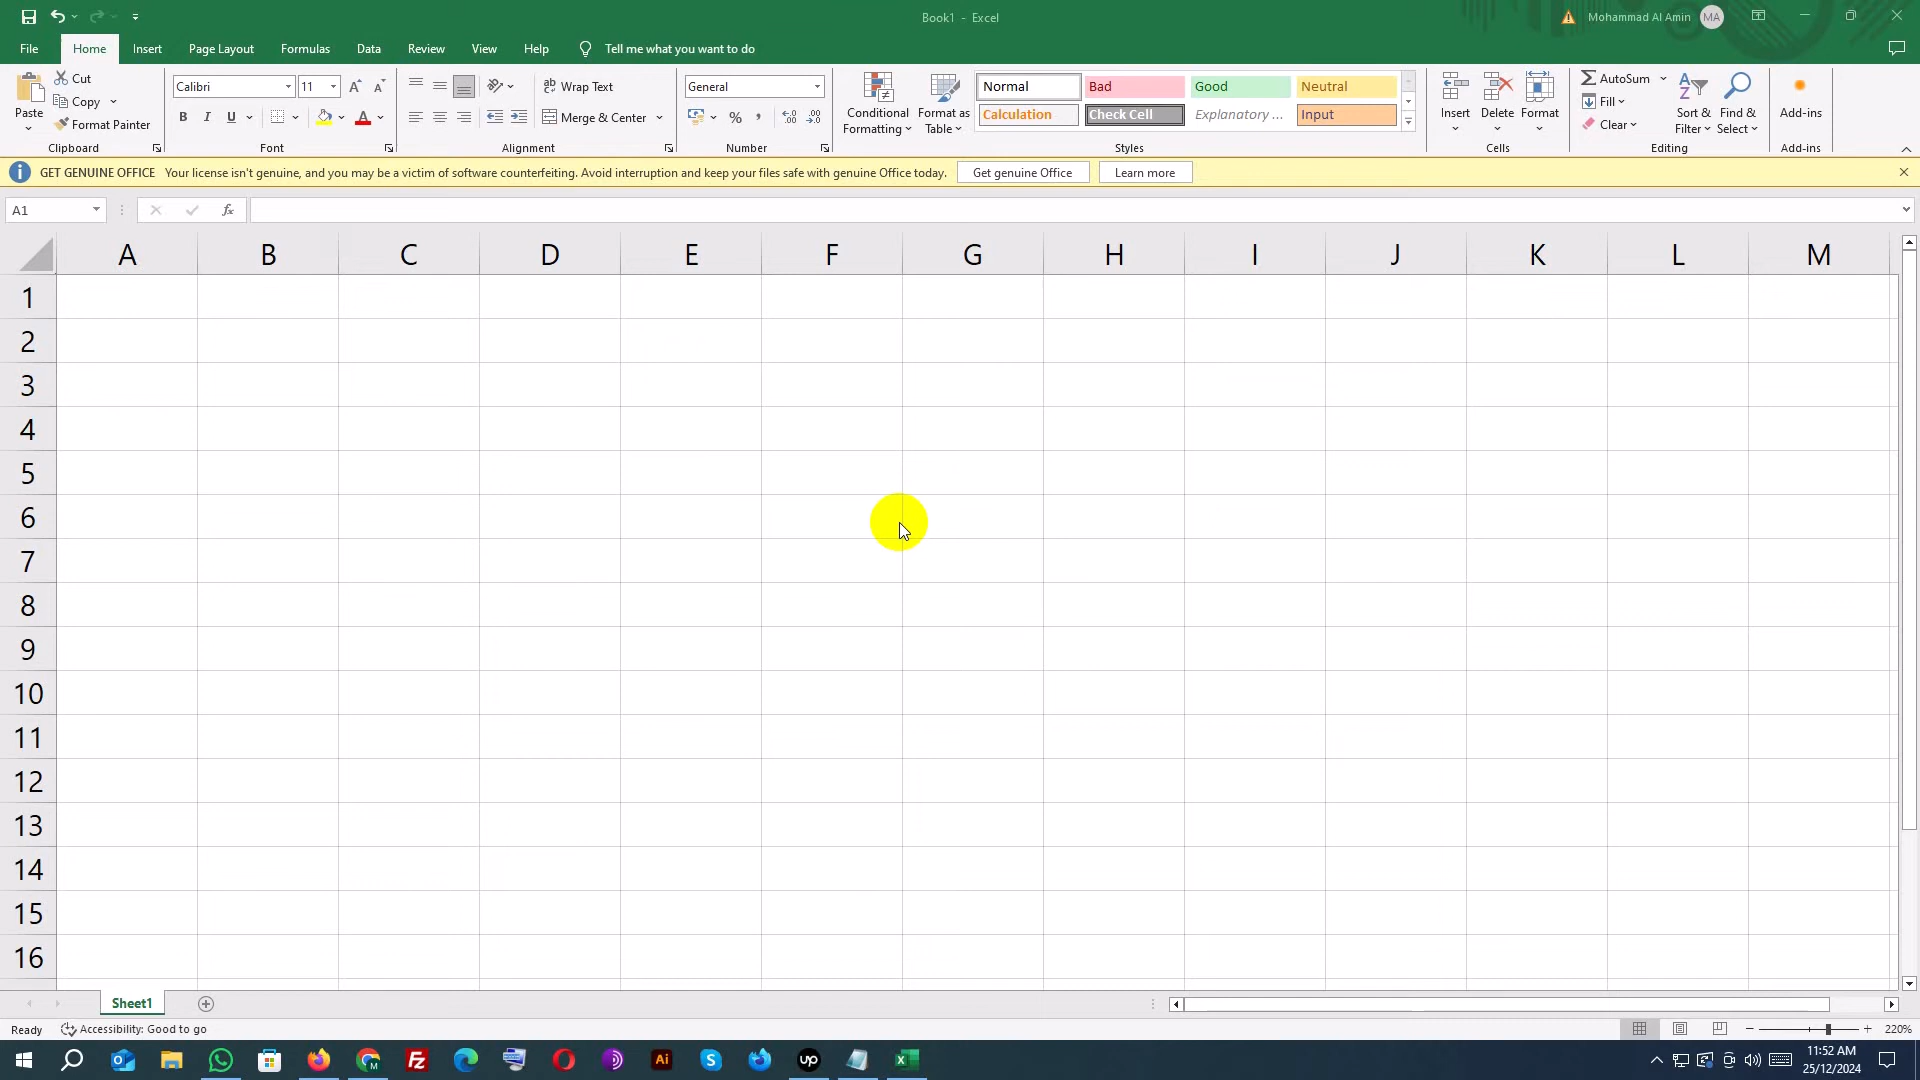 Book1 - Excel
Mohammad Al Amin MA
File Home Insert Page Layout Formulas Data Review View Help Tell me what you want to do
Paste
Cut
Copy
Format Painter
Clipboard
Calibri 11
B I U
Font
Wrap Text
Merge & Center
Alignment
General
% ,
Number
Conditional
Formatting
Format as
Table
Normal Bad Good Neutral
Calculation Check Cell Explanatory ... Input
Styles
Insert Delete Format
Cells
AutoSum
Fill
Clear
Sort &
Filter
Find &
Select
Editing
Add-ins
Add-ins
GET GENUINE OFFICE Your license isn't genuine, and you may be a victim of software counterfeiting. Avoid interruption and keep your files safe with genuine Office today. Get genuine Office Learn more
A1 fx
A B C D E F G H I J K L M
1
2
3
4
5
6
7
8
9
10
11
12
13
14
15
16
Sheet1
Ready Accessibility: Good to go 220%
11:52 AM
25/12/2024